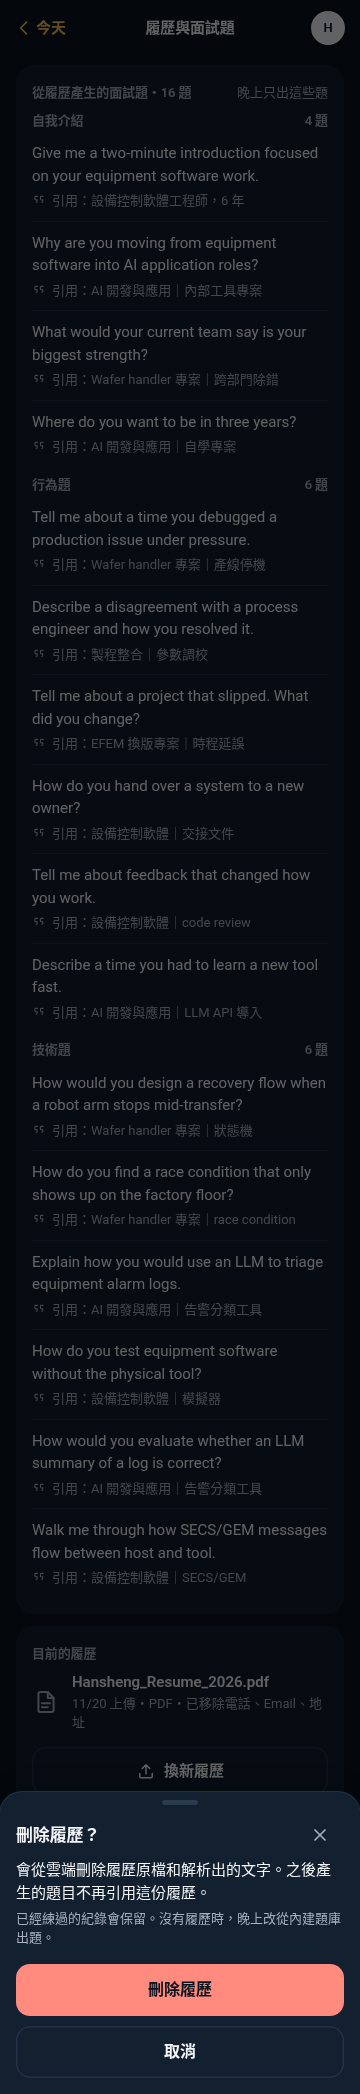 今天
履歷與面試題
H
從履歷產生的面試題・16 題
晚上只出這些題
自我介紹
4 題
Give me a two-minute introduction focused
on your equipment software work.
引用：設備控制軟體工程師，6 年
Why are you moving from equipment
software into AI application roles?
引用：AI 開發與應用｜內部工具專案
What would your current team say is your
biggest strength?
引用：Wafer handler 專案｜跨部門除錯
Where do you want to be in three years?
引用：AI 開發與應用｜自學專案
行為題
6 題
Tell me about a time you debugged a
production issue under pressure.
引用：Wafer handler 專案｜產線停機
Describe a disagreement with a process
engineer and how you resolved it.
引用：製程整合｜參數調校
Tell me about a project that slipped. What
did you change?
引用：EFEM 換版專案｜時程延誤
How do you hand over a system to a new
owner?
引用：設備控制軟體｜交接文件
Tell me about feedback that changed how
you work.
引用：設備控制軟體｜code review
Describe a time you had to learn a new tool
fast.
引用：AI 開發與應用｜LLM API 導入
技術題
6 題
How would you design a recovery flow when
a robot arm stops mid-transfer?
引用：Wafer handler 專案｜狀態機
How do you find a race condition that only
shows up on the factory floor?
引用：Wafer handler 專案｜race condition
Explain how you would use an LLM to triage
equipment alarm logs.
引用：AI 開發與應用｜告警分類工具
How do you test equipment software
without the physical tool?
引用：設備控制軟體｜模擬器
How would you evaluate whether an LLM
summary of a log is correct?
引用：AI 開發與應用｜告警分類工具
Walk me through how SECS/GEM messages
flow between host and tool.
引用：設備控制軟體｜SECS/GEM
目前的履歷
Hansheng_Resume_2026.pdf
11/20 上傳・PDF・已移除電話、Email、地
址
換新履歷
刪除履歷？
會從雲端刪除履歷原檔和解析出的文字。之後產
生的題目不再引用這份履歷。
已經練過的紀錄會保留。沒有履歷時，晚上改從內建題庫
出題。
刪除履歷
取消